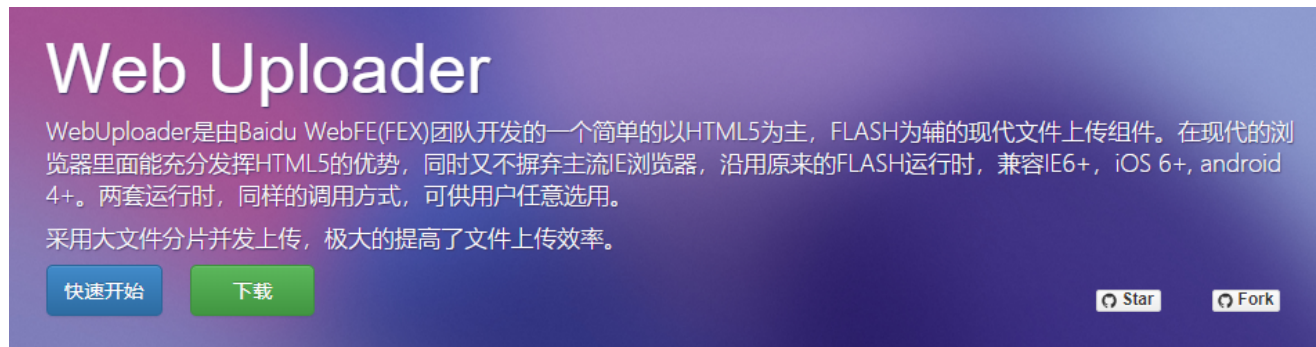 Web Uploader
WebUploader是由Baidu WebFE(FEX)团队开发的一个简单的以HTML5为主，FLASH为辅的现代文件上传组件。在现代的浏
览器里面能充分发挥HTML5的优势，同时又不摒弃主流IE浏览器，沿用原来的FLASH运行时，兼容IE6+，iOS 6+, android
4+。两套运行时，同样的调用方式，可供用户任意选用。
采用大文件分片并发上传，极大的提高了文件上传效率。
快速开始 下载
Star Fork